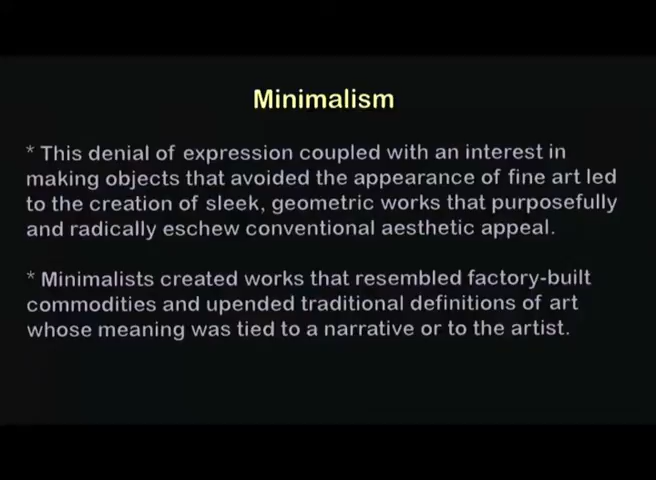 Minimalism
* This denial of expression coupled with an interest in
making objects that avoided the appearance of fine art led
to the creation of sleek, geometric works that purposefully
and radically eschew conventional aesthetic appeal.
* Minimalists created works that resembled factory-built
commodities and upended traditional definitions of art
whose meaning was tied to a narrative or to the artist.